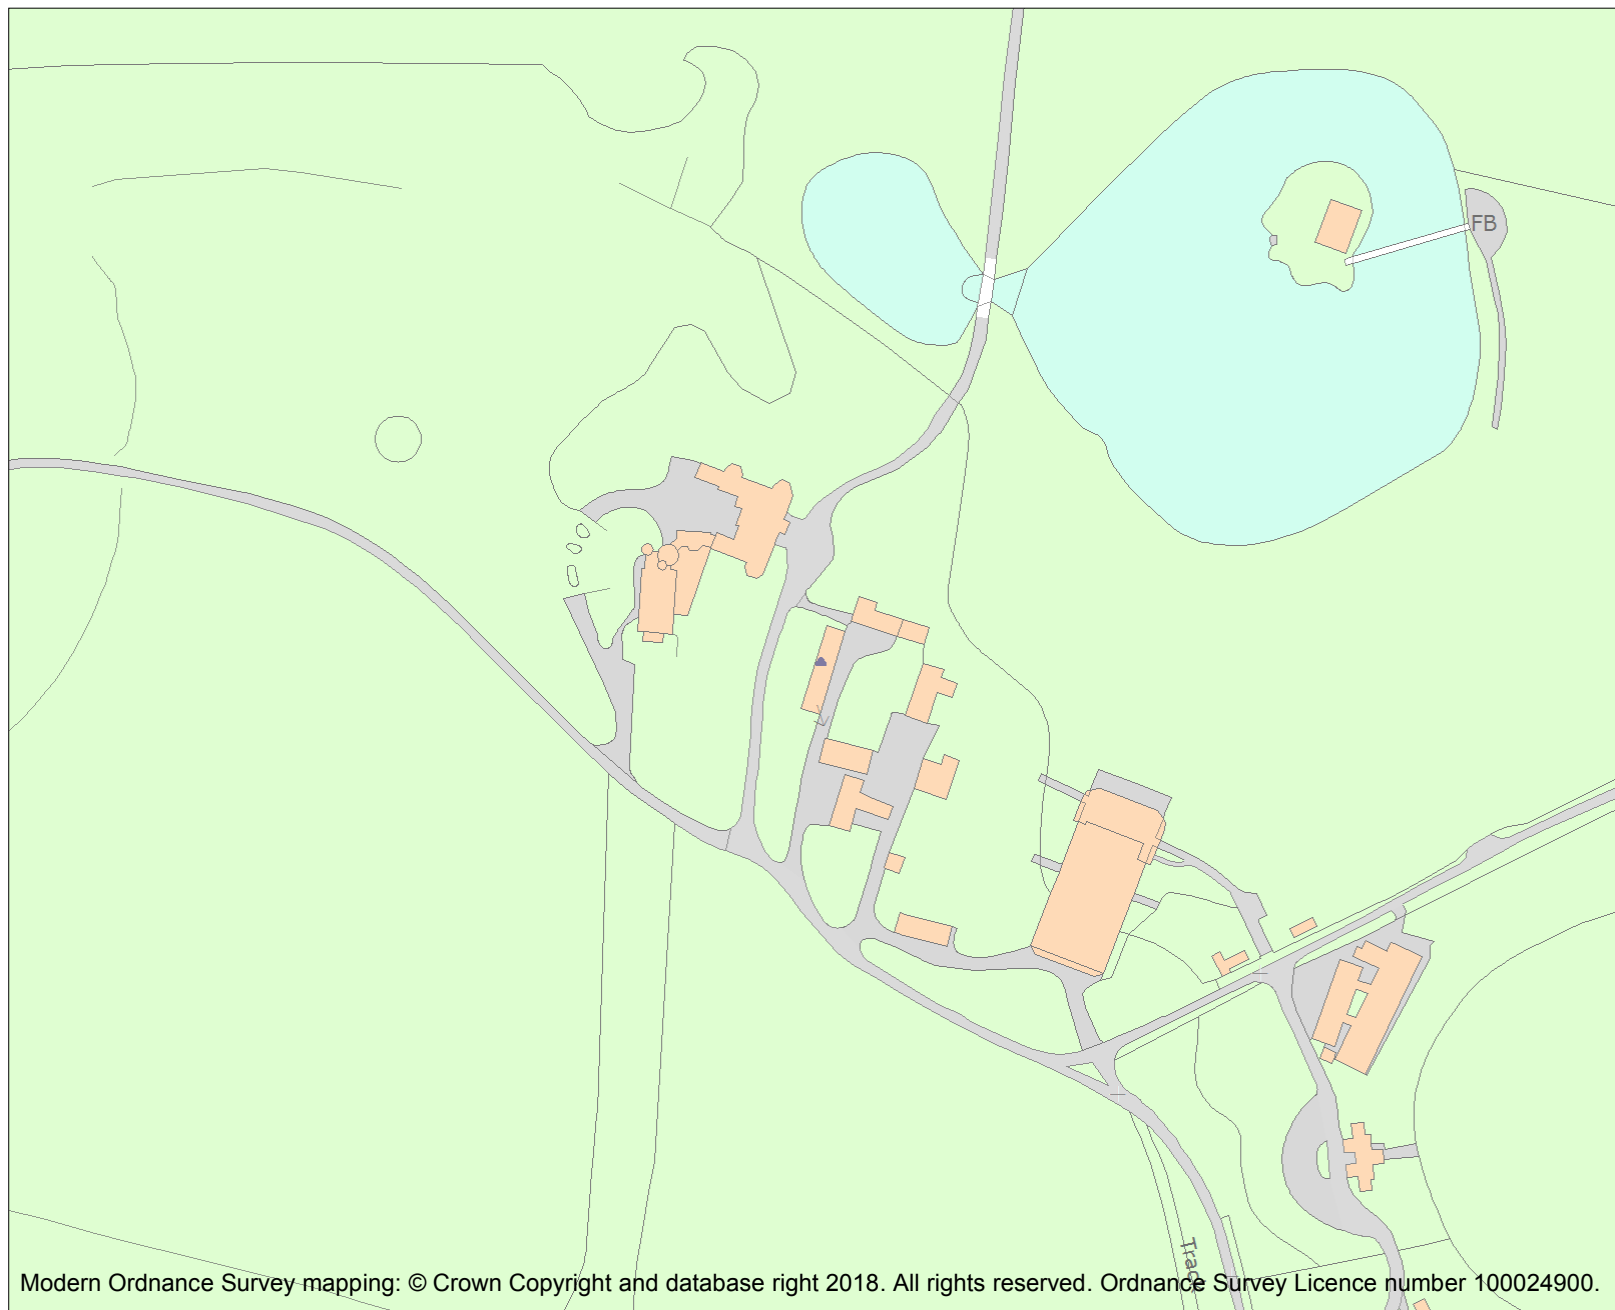 FB
Track
Modern Ordnance Survey mapping: © Crown Copyright and database right 2018. All rights reserved. Ordnance Survey Licence number 100024900.